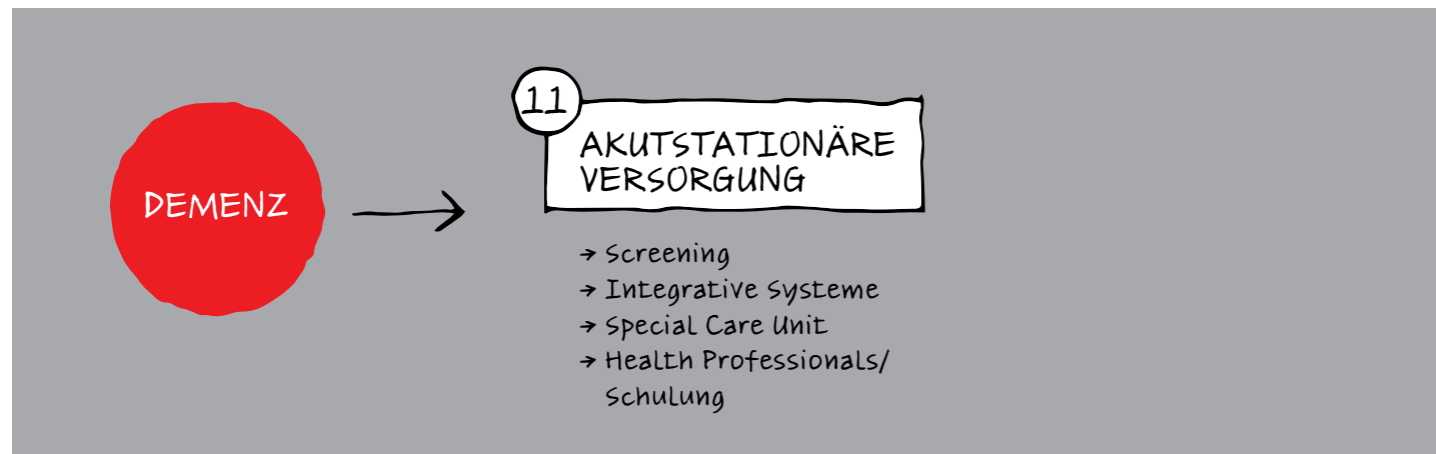 DEMENZ
11
AKUTSTATIONÄRE
VERSORGUNG
→ Screening
→ Integrative Systeme
→ Special Care Unit
→ Health Professionals/
Schulung